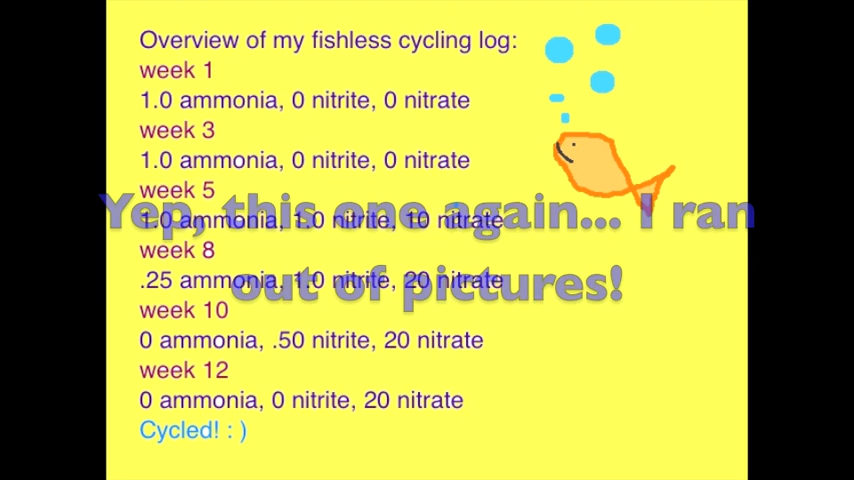 Overview of my fishless cycling log:
week 1
1.0 ammonia, 0 nitrite, 0 nitrate
week 3
1.0 ammonia, 0 nitrite, 0 nitrate
week 5
1.0 ammonia, 1.0 nitrite, 10 nitrate
week 8
.25 ammonia, 1.0 nitrite, 20 nitrate
week 10
0 ammonia, .50 nitrite, 20 nitrate
week 12
0 ammonia, 0 nitrite, 20 nitrate
Cycled! : )
Yep, this one again... I ran
out of pictures!